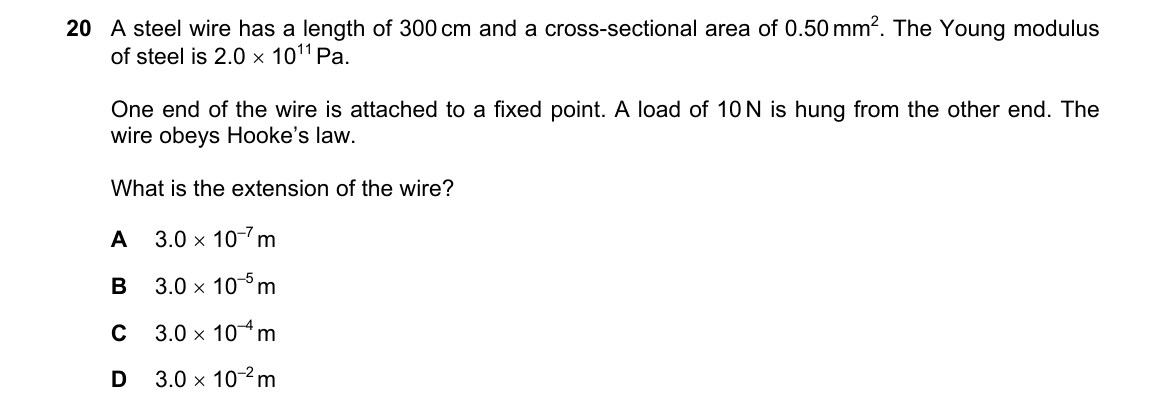 20 A steel wire has a length of 300 cm and a cross-sectional area of 0.50 mm². The Young modulus
of steel is 2.0 × 10¹¹ Pa.
One end of the wire is attached to a fixed point. A load of 10 N is hung from the other end. The
wire obeys Hooke’s law.
What is the extension of the wire?
A 3.0 × 10⁻⁷ m
B 3.0 × 10⁻⁵ m
C 3.0 × 10⁻⁴ m
D 3.0 × 10⁻² m